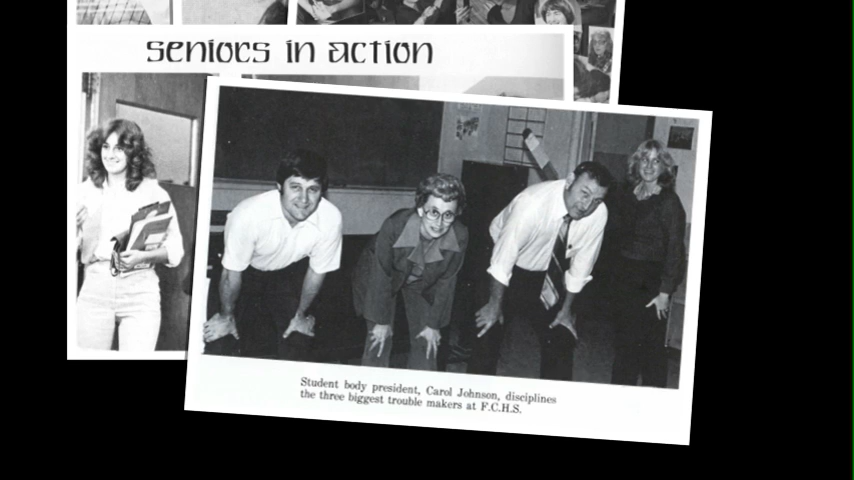 seniors in action
Student body president, Carol Johnson, disciplines
the three biggest trouble makers at F.C.H.S.